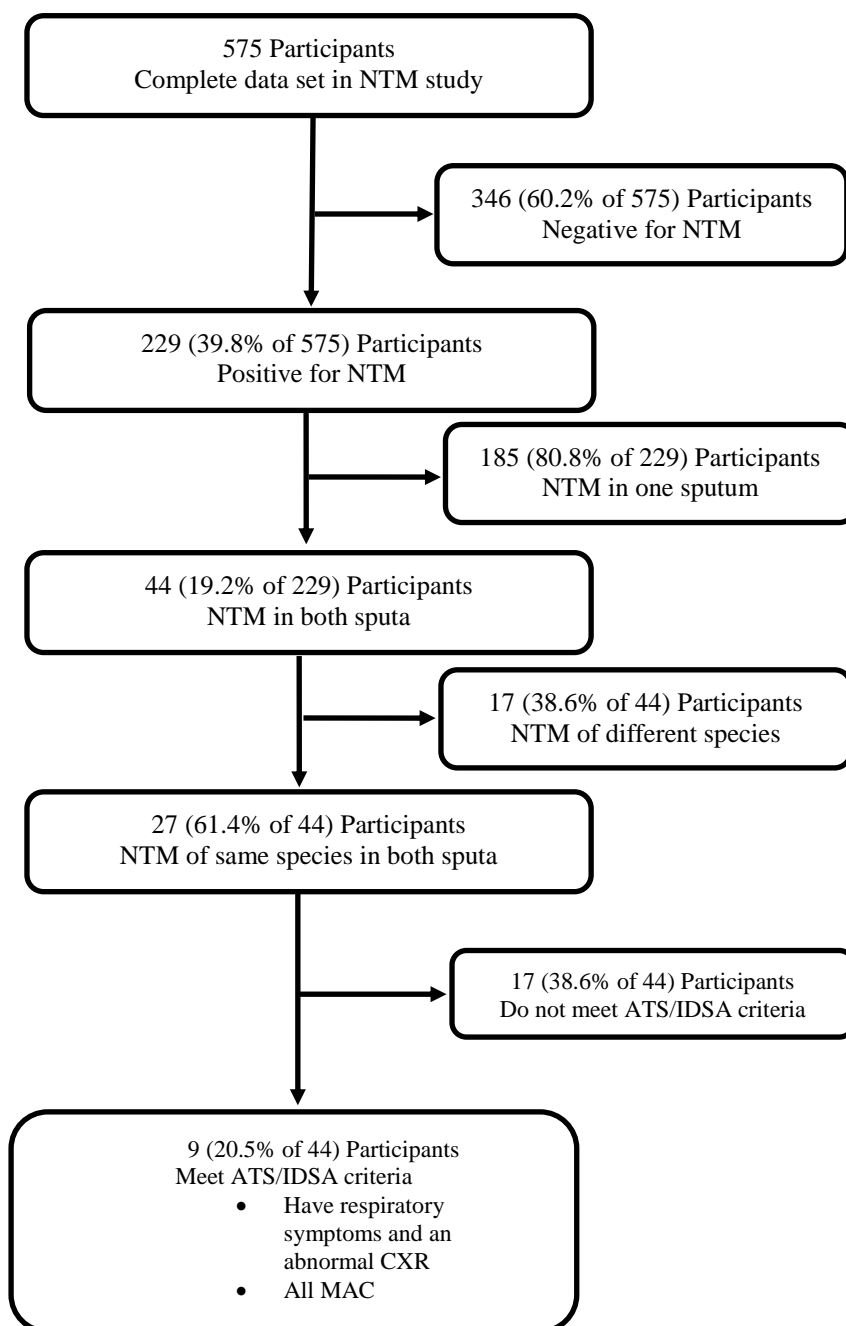 575 Participants
Complete data set in NTM study
346 (60.2% of 575) Participants
Negative for NTM
229 (39.8% of 575) Participants
Positive for NTM
185 (80.8% of 229) Participants
NTM in one sputum
44 (19.2% of 229) Participants
NTM in both sputa
17 (38.6% of 44) Participants
NTM of different species
27 (61.4% of 44) Participants
NTM of same species in both sputa
17 (38.6% of 44) Participants
Do not meet ATS/IDSA criteria
9 (20.5% of 44) Participants
Meet ATS/IDSA criteria
• Have respiratory
symptoms and an
abnormal CXR
• All MAC